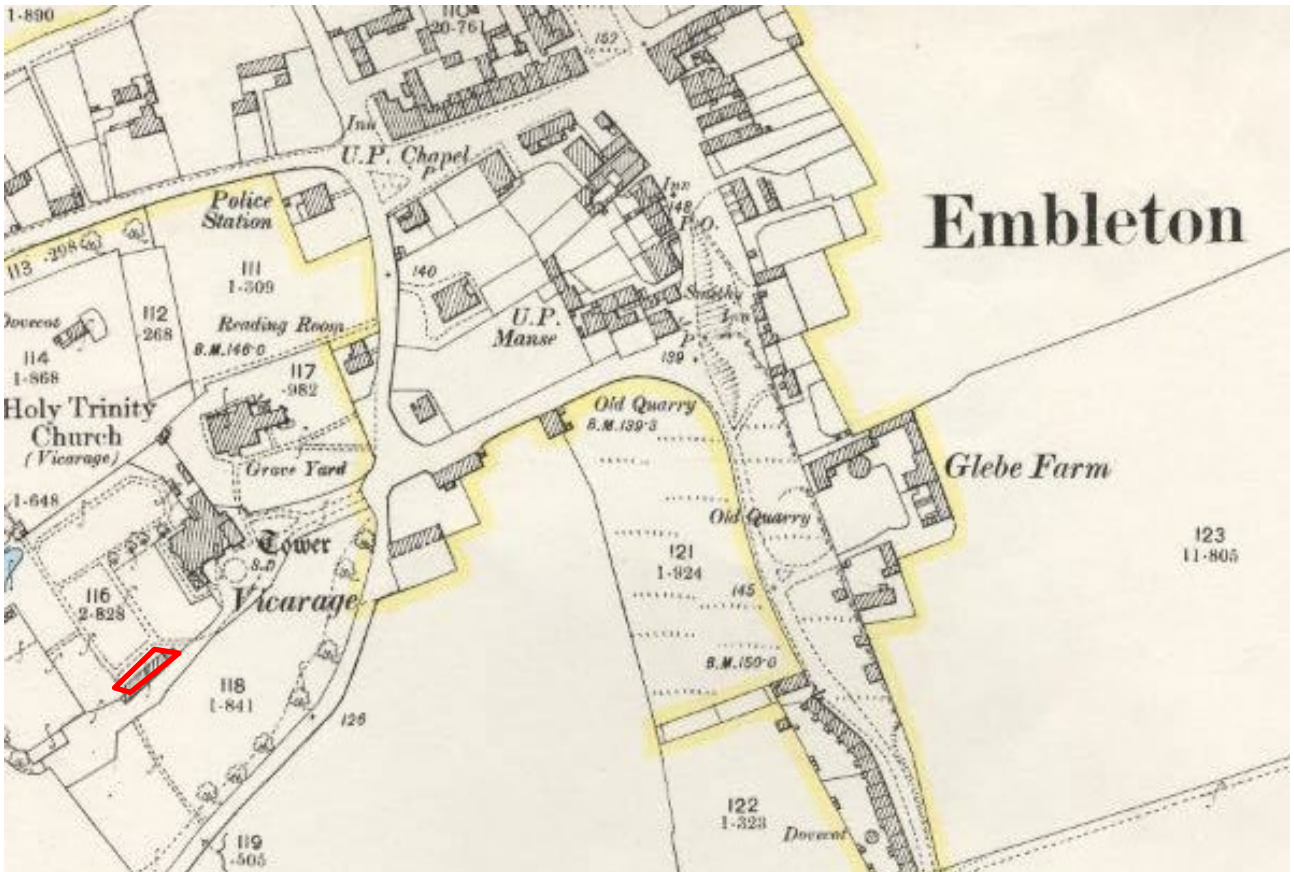 1·890
110
20·761
152
Inn
U.P. Chapel
P.
Police
Station
Inn
148
P.O.
Embleton
113 ·298
111
1·309
140
112
·268
Dovecot
114
1·868
Reading Room
B.M.146·0
U.P.
Manse
Smithy
Inn
P.
139
117
·982
Old Quarry
B.M.139·3
Holy Trinity
Church
(Vicarage)
Grave Yard
Glebe Farm
1·648
Old Quarry
Tower
S.D
Vicarage
121
1·924
145
123
11·805
116
2·828
B.M.150·0
118
1·841
126
122
1·323
Dovecot
119
·505